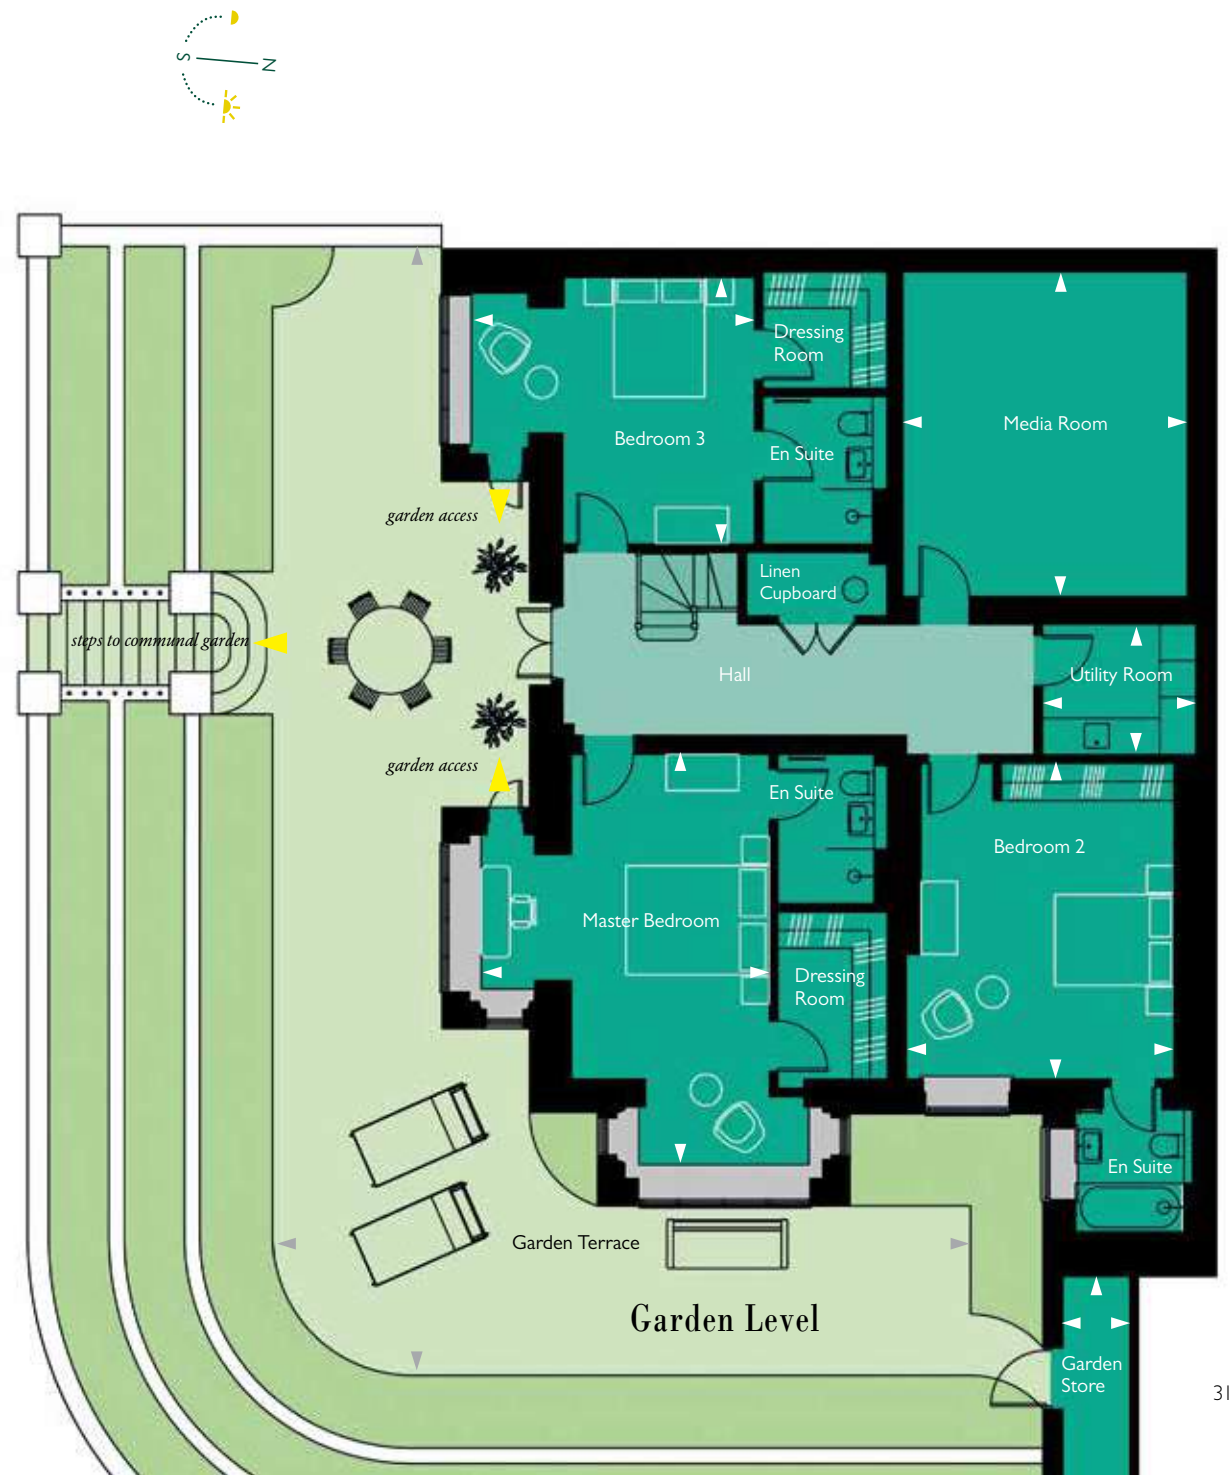 S
N
Dressing
Room
Media Room
Bedroom 3
En Suite
garden access
Linen
Cupboard
steps to communal garden
Hall
Utility Room
garden access
En Suite
Bedroom 2
Master Bedroom
Dressing
Room
En Suite
Garden Terrace
Garden Level
Garden
Store
31